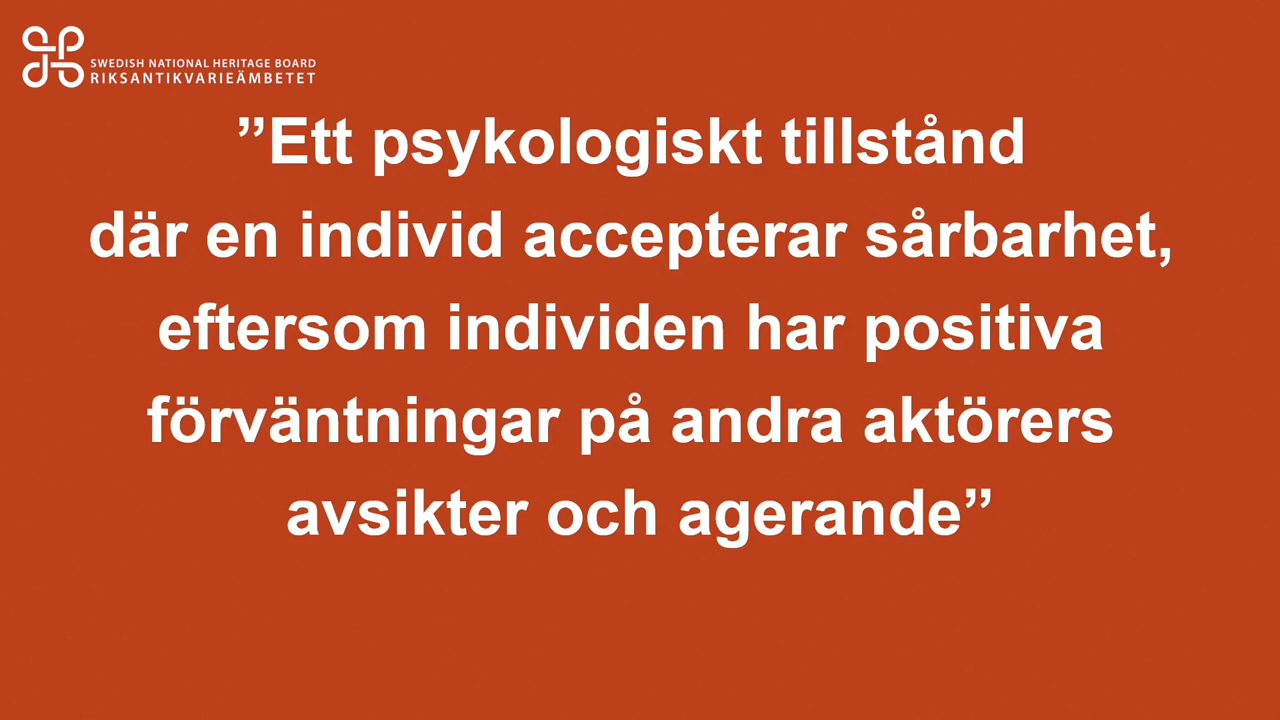 SWEDISH NATIONAL HERITAGE BOARD
RIKSANTIKVARIEÄMBETET
”Ett psykologiskt tillstånd
där en individ accepterar sårbarhet,
eftersom individen har positiva
förväntningar på andra aktörers
avsikter och agerande”